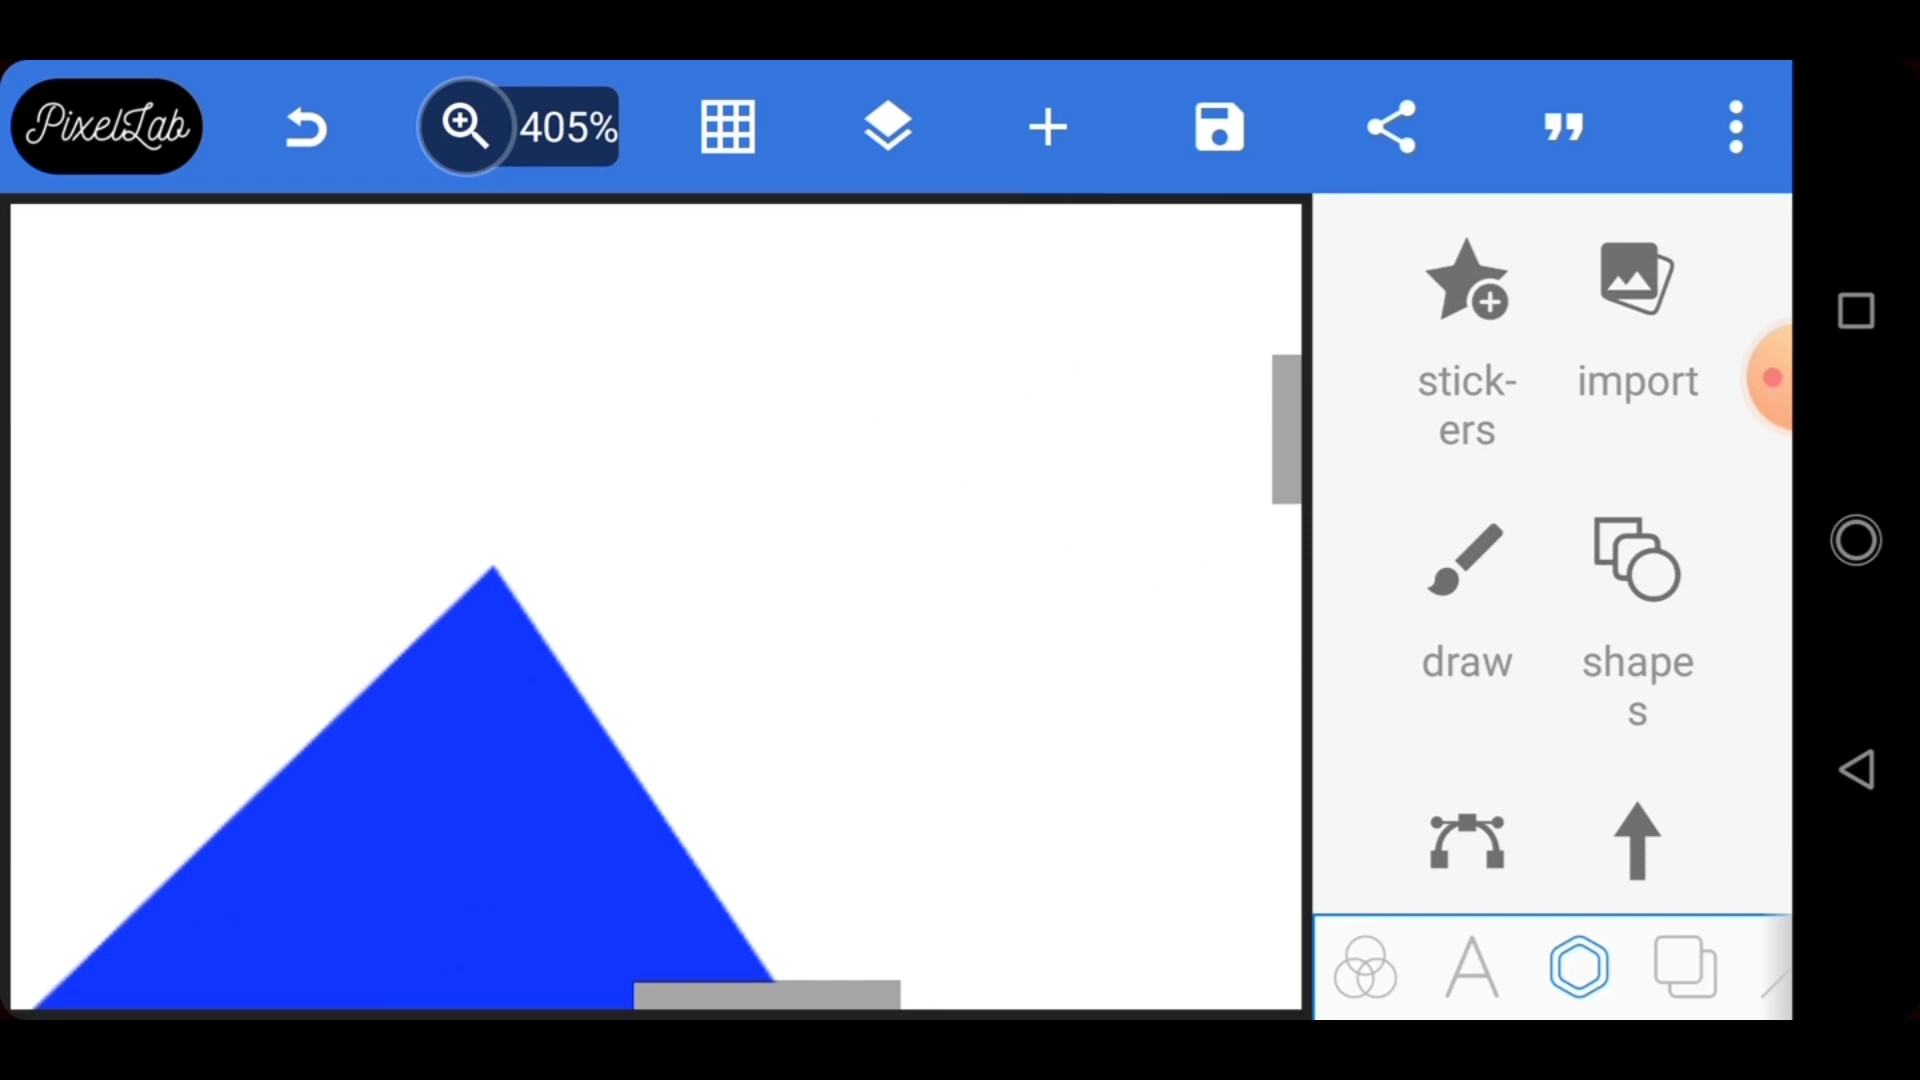 PixelLab
405%
stick-
ers
import
draw
shape
s